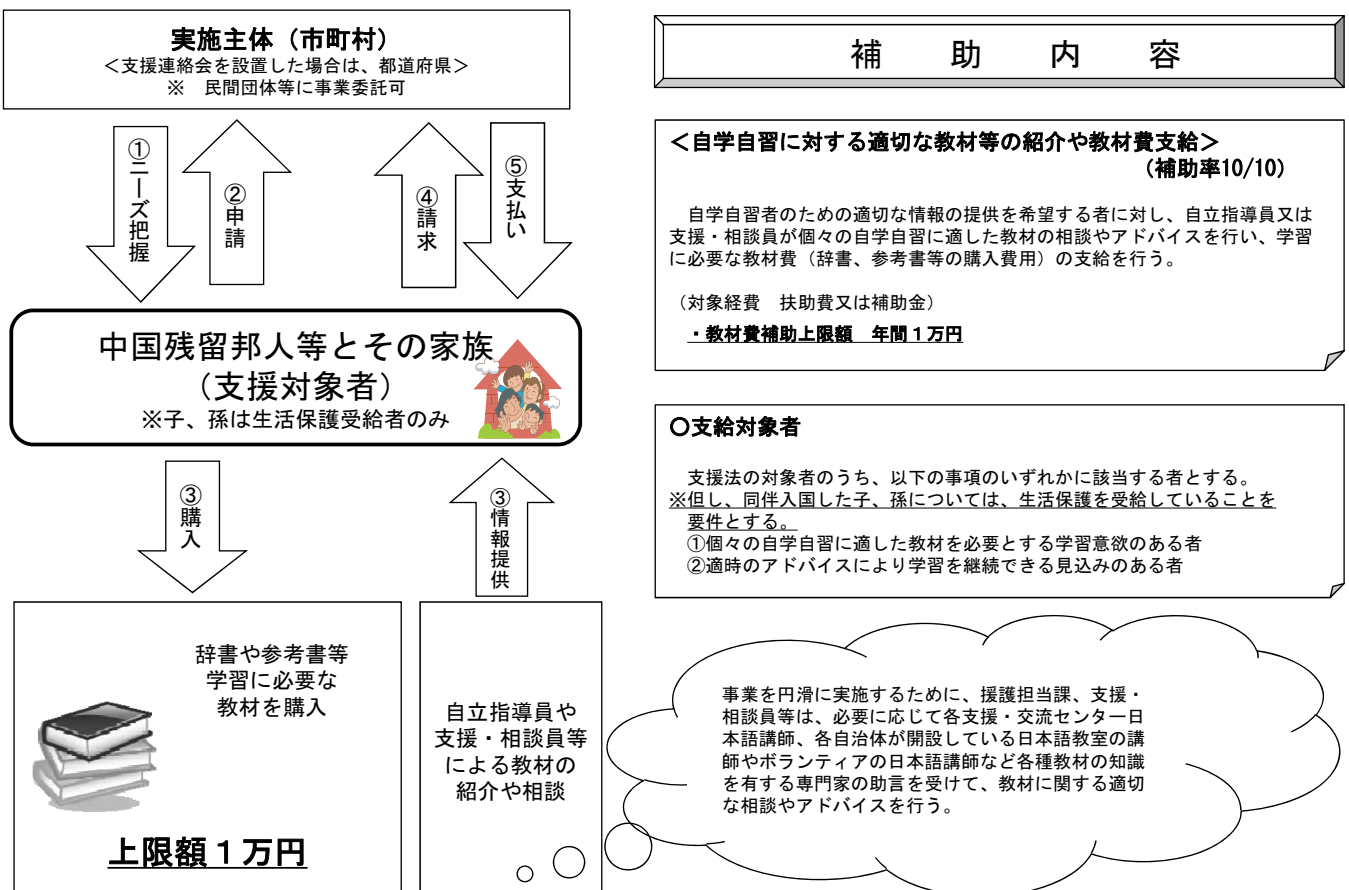 実施主体(市町村)
<支援連絡会を設置した場合は、都道府県>
※ 民間団体等に事業委託可
①ニーズ把握
②申請
④請求
⑤支払い
中国残留邦人等とその家族
(支援対象者)
※子、孫は生活保護受給者のみ
③購入
③情報提供
辞書や参考書等
学習に必要な
教材を購入
上限額1万円
自立指導員や
支援・相談員等
による教材の
紹介や相談
補助内容
<自学自習に対する適切な教材等の紹介や教材費支給>
(補助率10/10)
自学自習者のための適切な情報の提供を希望する者に対し、自立指導員又は
支援・相談員が個々の自学自習に適した教材の相談やアドバイスを行い、学習
に必要な教材費(辞書、参考書等の購入費用)の支給を行う。
(対象経費 扶助費又は補助金)
・教材費補助上限額 年間1万円
○支給対象者
支援法の対象者のうち、以下の事項のいずれかに該当する者とする。
※但し、同伴入国した子、孫については、生活保護を受給していることを
要件とする。
①個々の自学自習に適した教材を必要とする学習意欲のある者
②適時のアドバイスにより学習を継続できる見込みのある者
事業を円滑に実施するために、援護担当課、支援・
相談員等は、必要に応じて各支援・交流センター日
本語講師、各自治体が開設している日本語教室の講
師やボランティアの日本語講師など各種教材の知識
を有する専門家の助言を受けて、教材に関する適切
な相談やアドバイスを行う。